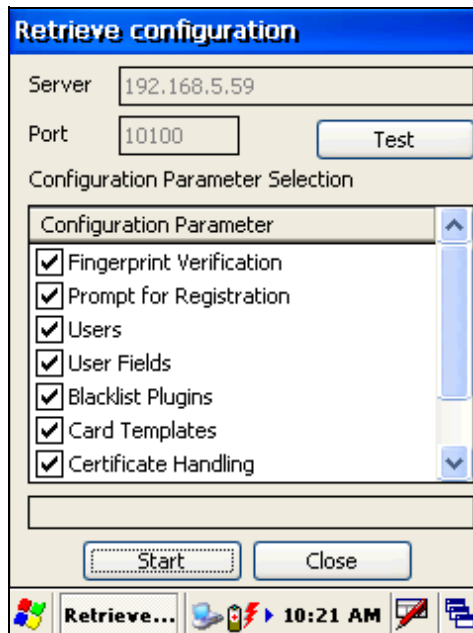 Retrieve configuration
Server 192.168.5.59
Port 10100 Test
Configuration Parameter Selection
Configuration Parameter
Fingerprint Verification
Prompt for Registration
Users
User Fields
Blacklist Plugins
Card Templates
Certificate Handling
Start Close
Retrieve... 10:21 AM